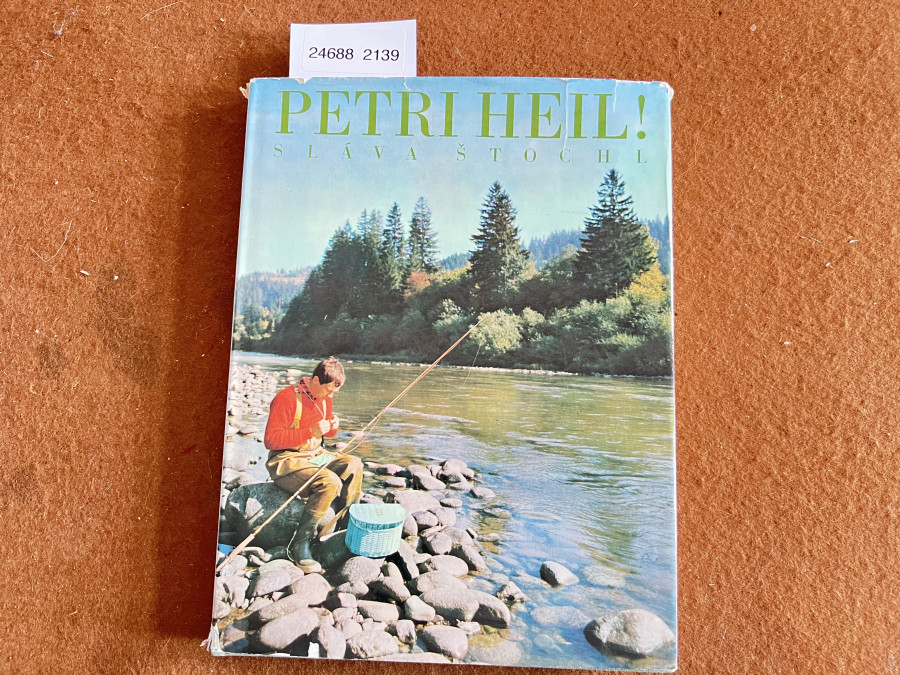 24688 2139
PETRI HEIL!
SLÁVA ŠTOCHL